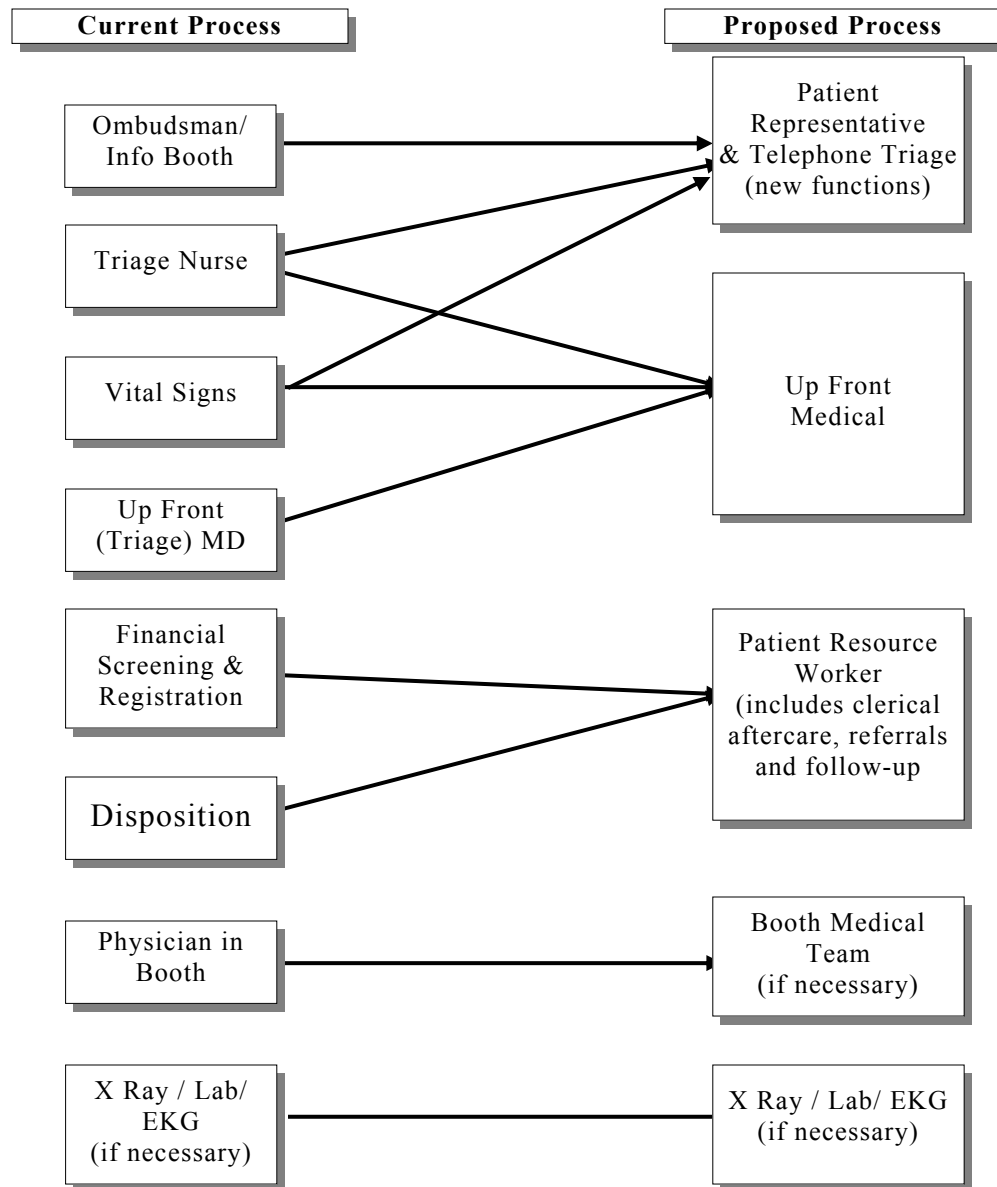 Current Process
Proposed Process
Ombudsman/
Info Booth
Triage Nurse
Vital Signs
Up Front
(Triage) MD
Financial
Screening &
Registration
Disposition
Physician in
Booth
X Ray / Lab/
EKG
(if necessary)
Patient
Representative
& Telephone Triage
(new functions)
Up Front
Medical
Patient Resource
Worker
(includes clerical
aftercare, referrals
and follow-up
Booth Medical
Team
(if necessary)
X Ray / Lab/ EKG
(if necessary)